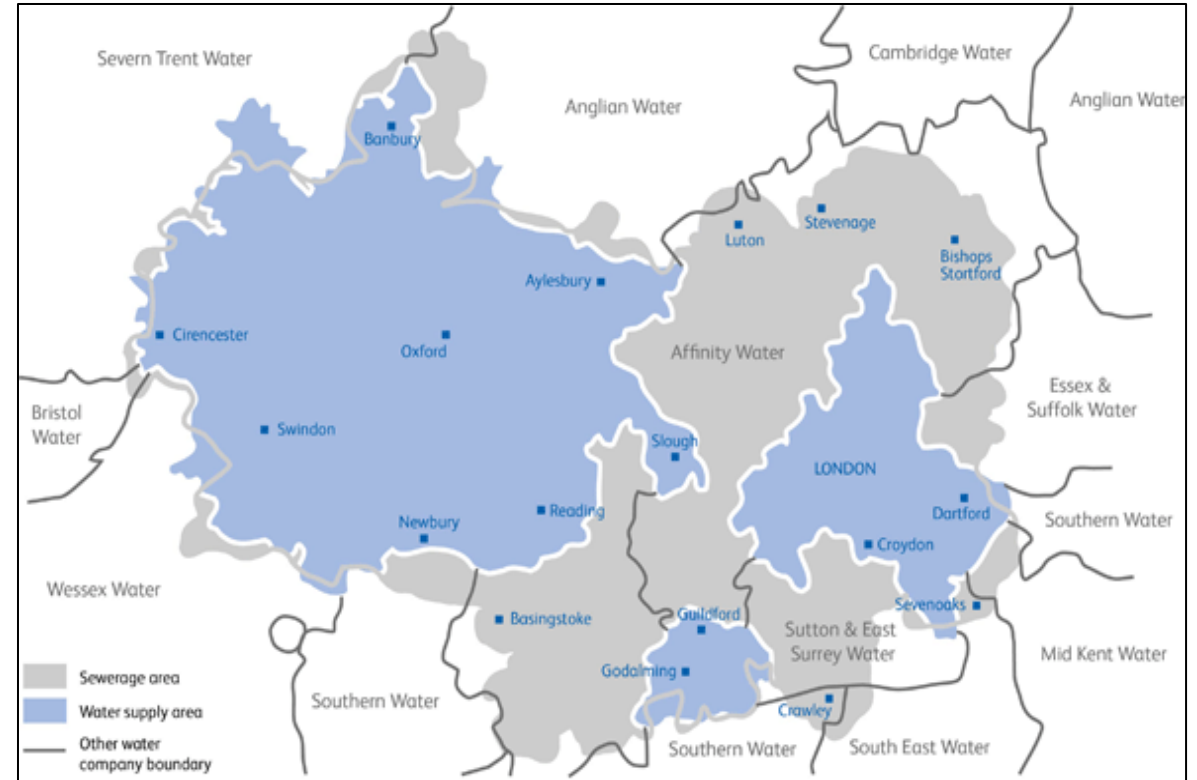 Severn Trent Water
Cambridge Water
Anglian Water
Anglian Water
Banbury
Stevenage
Luton
Bishops
Stortford
Aylesbury
Cirencester
Oxford
Affinity Water
Bristol
Water
Essex &
Suffolk Water
Swindon
Slough
LONDON
Reading
Dartford
Newbury
Southern Water
Croydon
Wessex Water
Sevenoaks
Basingstoke
Guildford
Sutton & East
Surrey Water
Mid Kent Water
Godalming
Sewerage area
Southern Water
Water supply area
Crawley
Other water
company boundary
Southern Water
South East Water